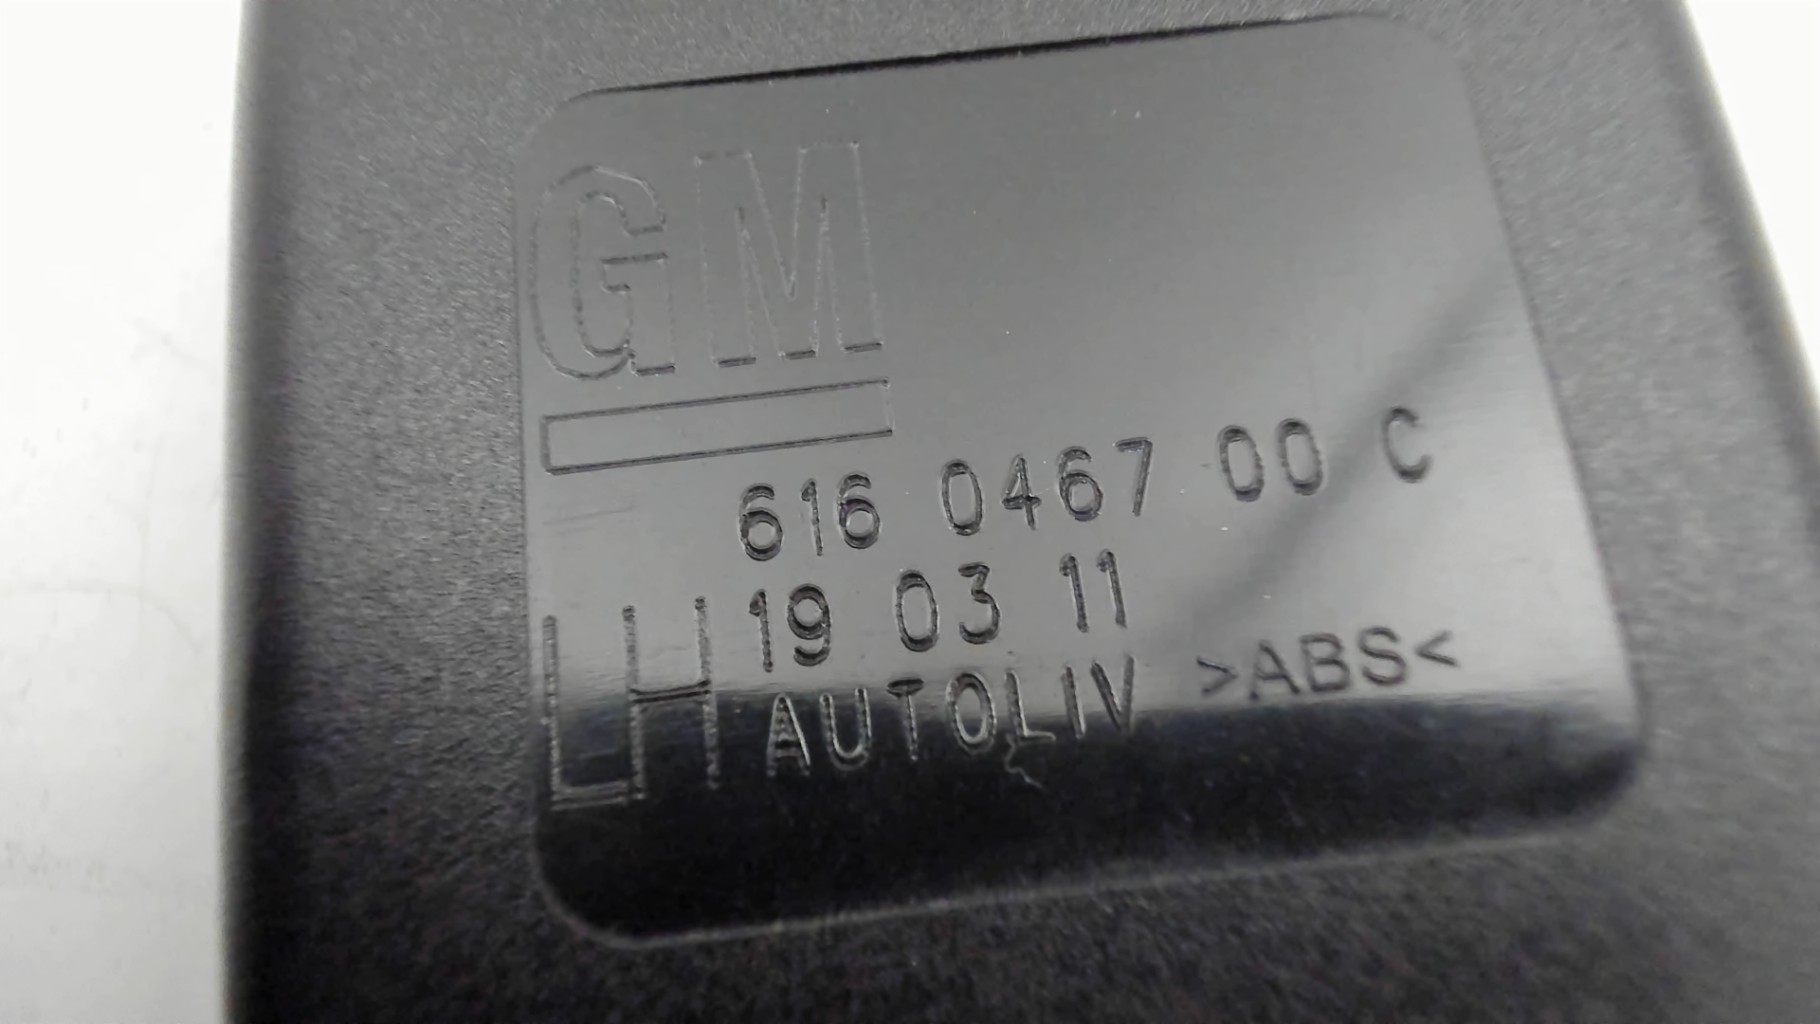 GM
616 0467 00 C
LH 19 03 11
AUTOLIV >ABS<